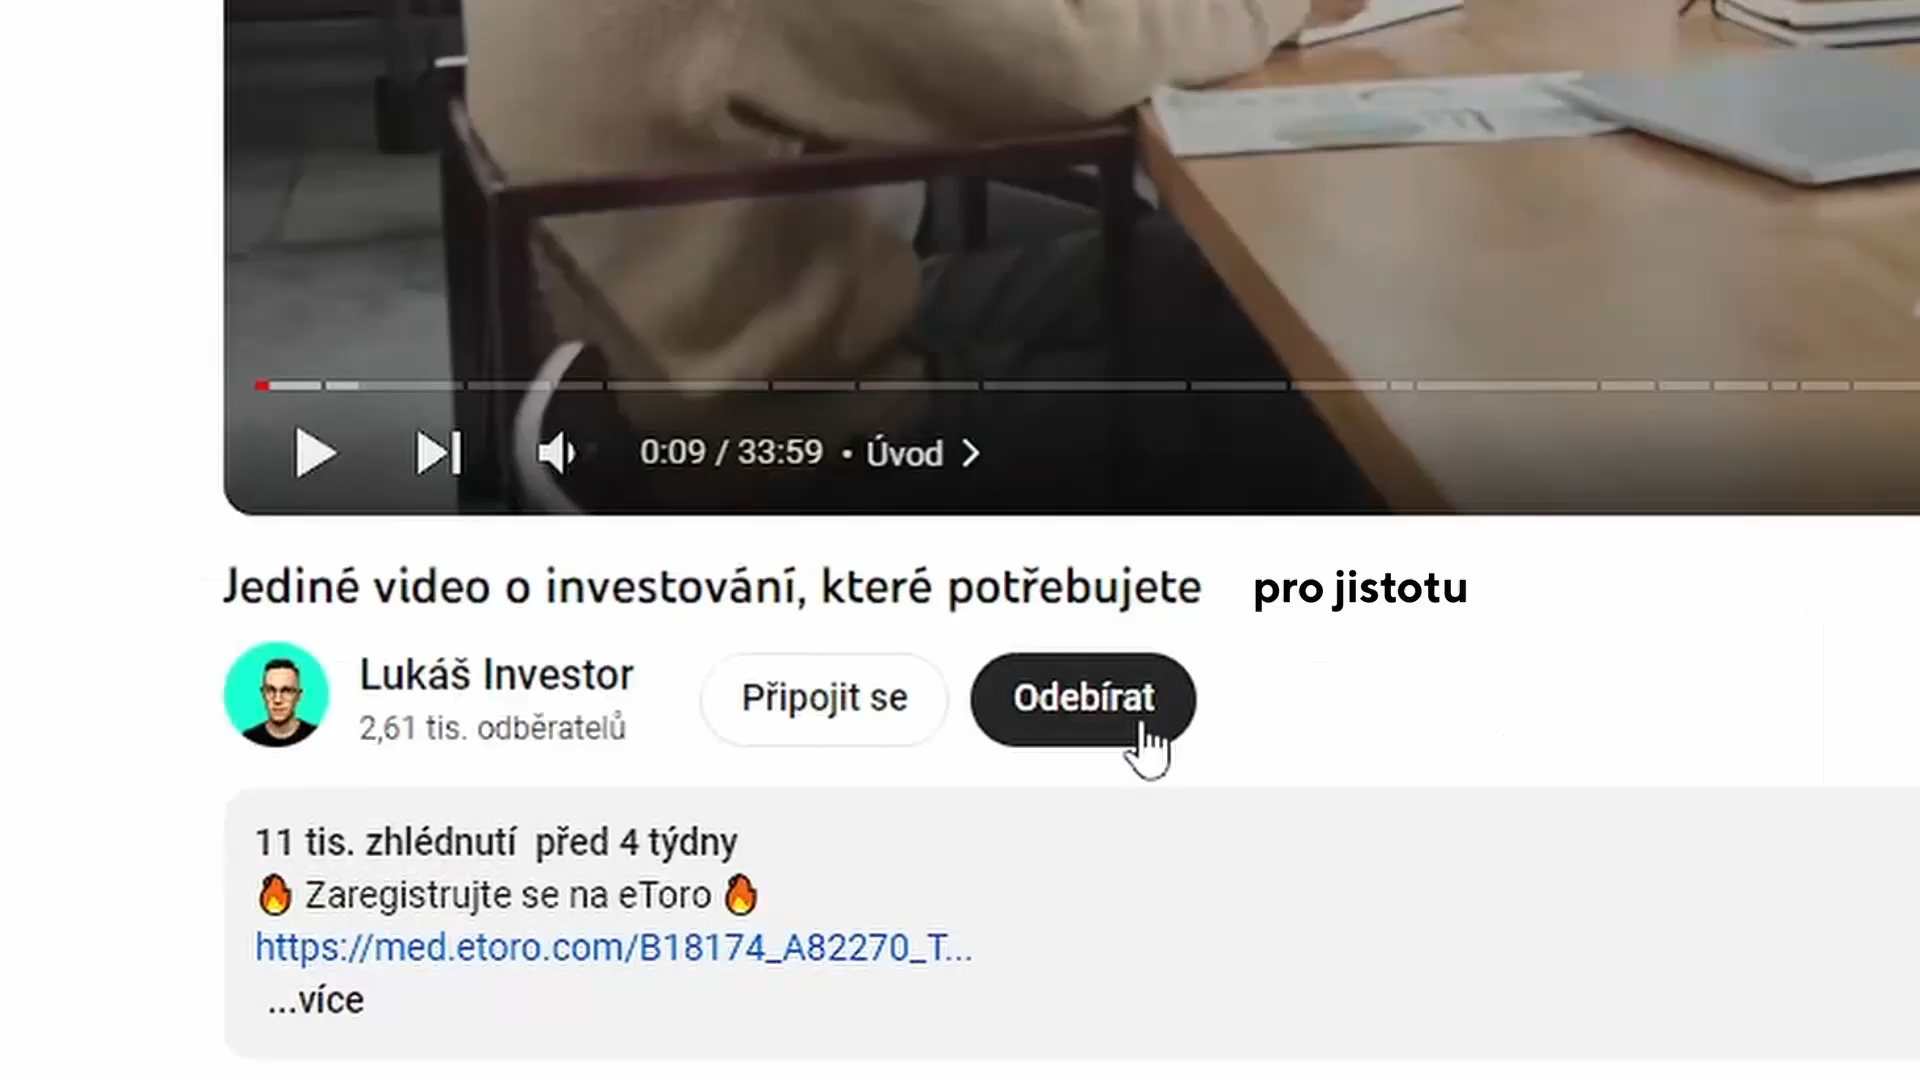 0:09 / 33:59 • Úvod
Jediné video o investování, které potřebujete pro jistotu
Lukáš Investor
2,61 tis. odběratelů
Připojit se
Odebírat
11 tis. zhlédnutí před 4 týdny
🔥 Zaregistrujte se na eToro 🔥
https://med.etoro.com/B18174_A82270_T...
...více